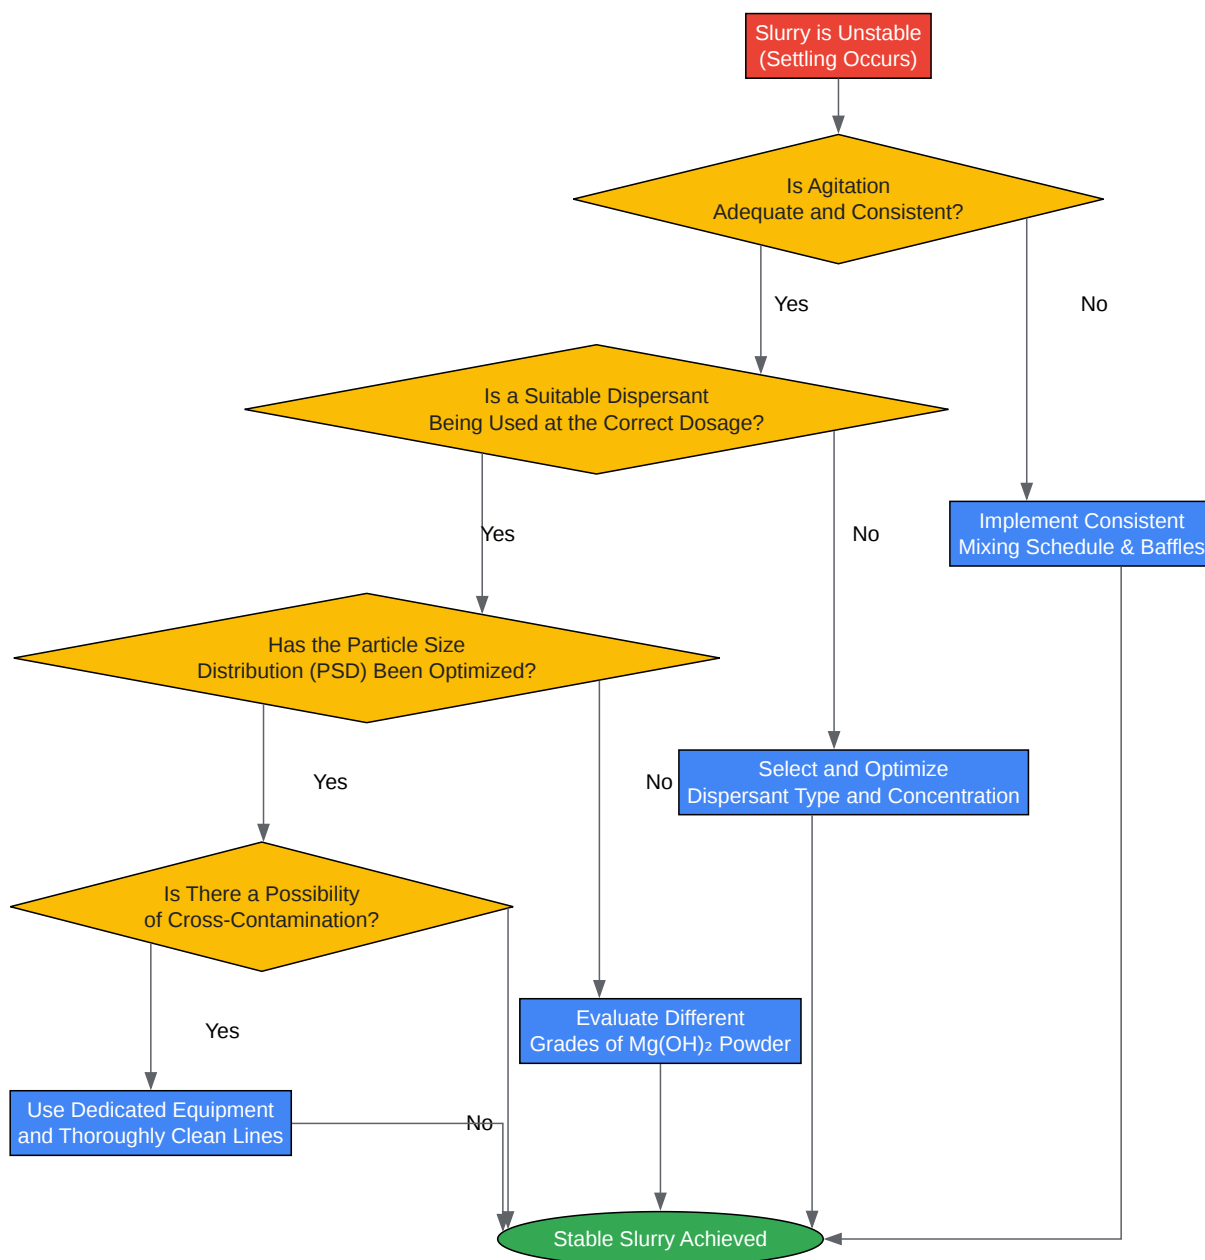 Slurry is Unstable
(Settling Occurs)
Is Agitation
Adequate and Consistent?
Yes
No
Is a Suitable Dispersant
Being Used at the Correct Dosage?
Yes
No
Implement Consistent
Mixing Schedule & Baffles
Has the Particle Size
Distribution (PSD) Been Optimized?
Yes
No
Select and Optimize
Dispersant Type and Concentration
Is There a Possibility
of Cross-Contamination?
Yes
Evaluate Different
Grades of Mg(OH)₂ Powder
Use Dedicated Equipment
and Thoroughly Clean Lines
No
Stable Slurry Achieved